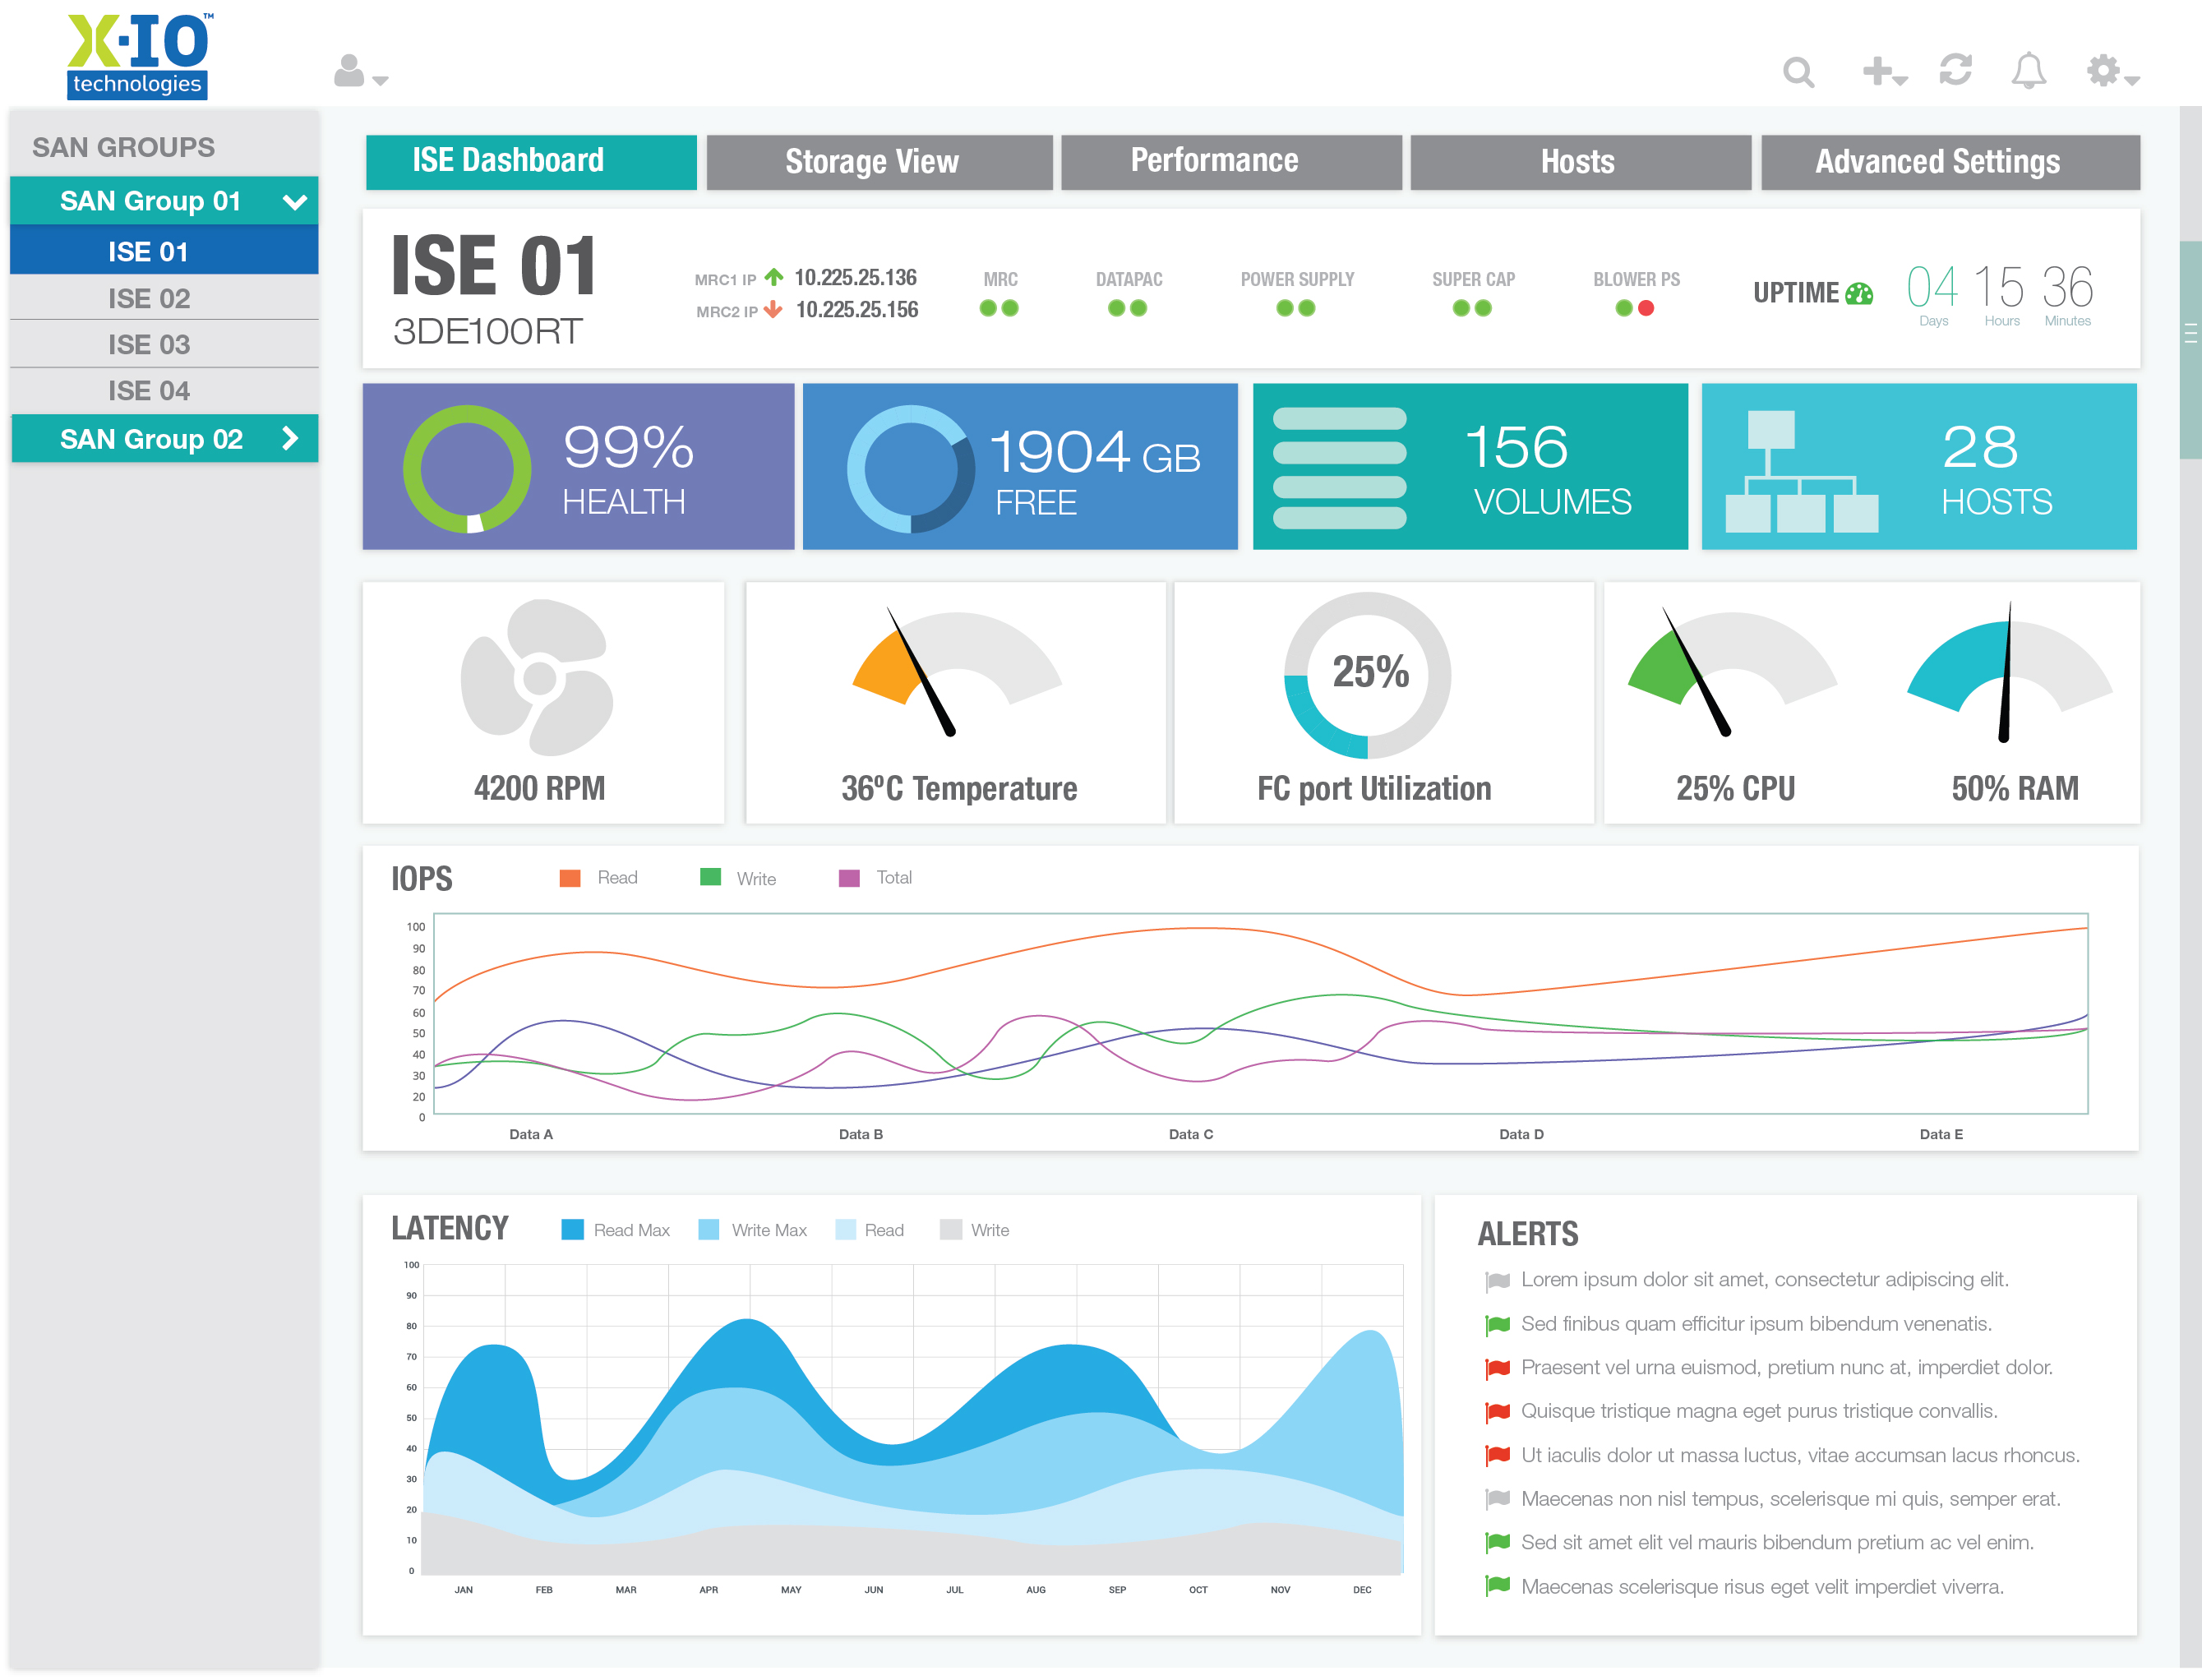 X-IO™
technologies
SAN GROUPS
SAN Group 01
ISE 01
ISE 02
ISE 03
ISE 04
SAN Group 02
ISE Dashboard
Storage View
Performance
Hosts
Advanced Settings
ISE 01
3DE100RT
MRC1 IP 10.225.25.136
MRC2 IP 10.225.25.156
MRC
DATAPAC
POWER SUPPLY
SUPER CAP
BLOWER PS
UPTIME
04 15 36
Days Hours Minutes
99%
HEALTH
1904 GB
FREE
156
VOLUMES
28
HOSTS
4200 RPM
36ºC Temperature
25%
FC port Utilization
25% CPU
50% RAM
IOPS
Read
Write
Total
100
90
80
70
60
50
40
30
20
0
Data A
Data B
Data C
Data D
Data E
LATENCY
Read Max
Write Max
Read
Write
100
90
80
70
60
50
40
30
20
10
0
JAN
FEB
MAR
APR
MAY
JUN
JUL
AUG
SEP
OCT
NOV
DEC
ALERTS
Lorem ipsum dolor sit amet, consectetur adipiscing elit.
Sed finibus quam efficitur ipsum bibendum venenatis.
Praesent vel urna euismod, pretium nunc at, imperdiet dolor.
Quisque tristique magna eget purus tristique convallis.
Ut iaculis dolor ut massa luctus, vitae accumsan lacus rhoncus.
Maecenas non nisl tempus, scelerisque mi quis, semper erat.
Sed sit amet elit vel mauris bibendum pretium ac vel enim.
Maecenas scelerisque risus eget velit imperdiet viverra.